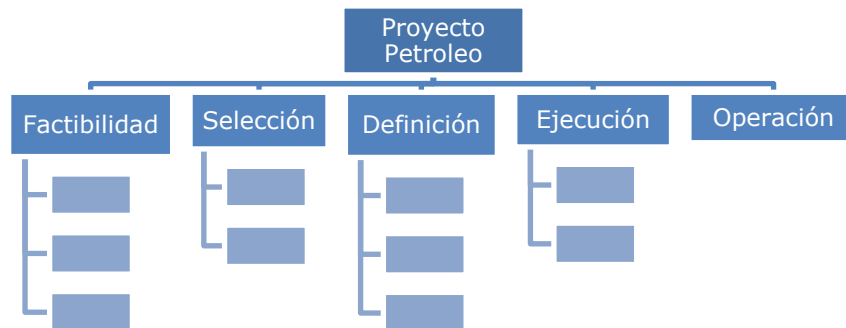 Proyecto
Petroleo
Factibilidad
Selección
Definición
Ejecución
Operación